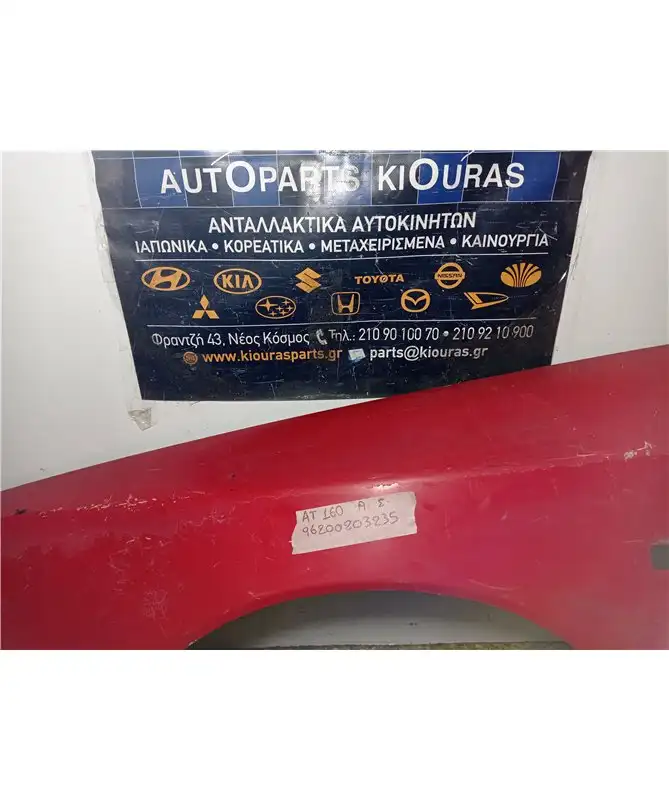 AUTOPARTS KIOURAS
ΑΝΤΑΛΛΑΚΤΙΚΑ ΑΥΤΟΚΙΝΗΤΩΝ
ΙΑΠΩΝΙΚΑ • ΚΟΡΕΑΤΙΚΑ • ΜΕΤΑΧΕΙΡΙΣΜΕΝΑ • ΚΑΙΝΟΥΡΓΙΑ
KIA TOYOTA NISSAN
Φραντζή 43, Νέος Κόσμος Τηλ.: 210 90 100 70 • 210 92 10 900
www.kiourasparts.gr parts@kiouras.gr
AT 160 Α Σ.
96200203235